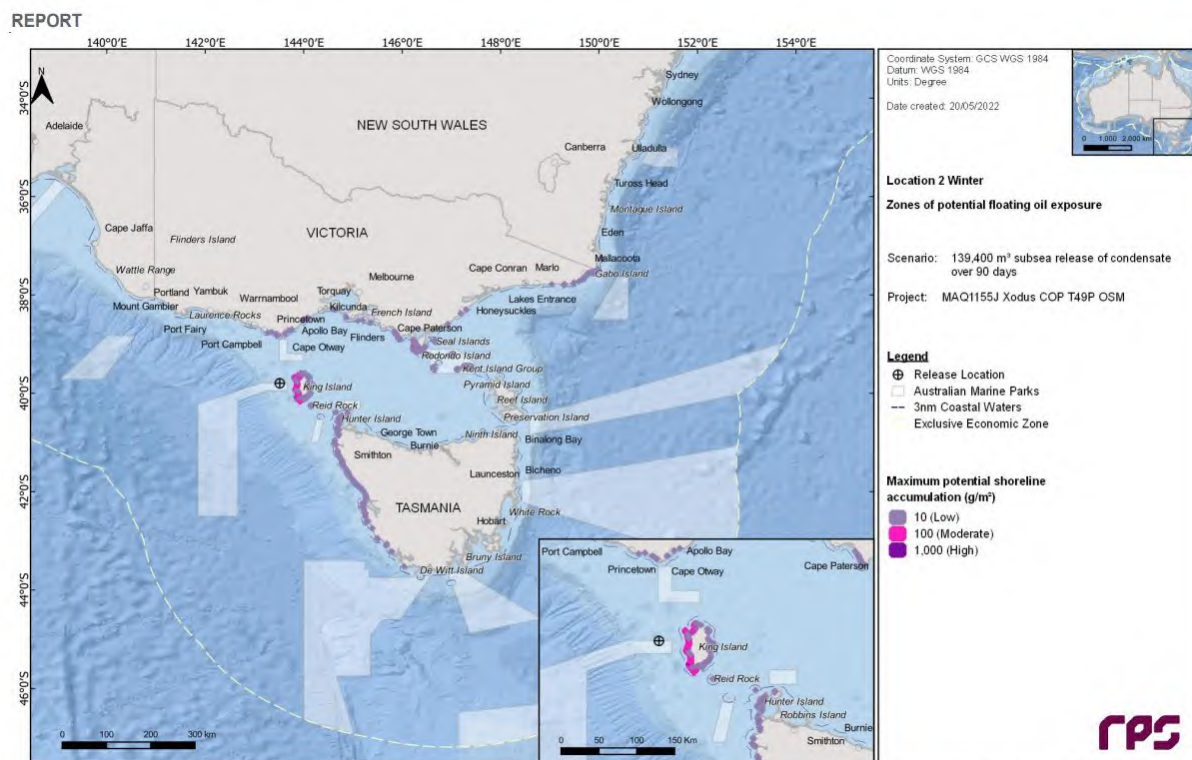 REPORT
140°0'E 142°0'E 144°0'E 146°0'E 148°0'E 150°0'E 152°0'E 154°0'E
34°0'S
36°0'S
38°0'S
40°0'S
42°0'S
44°0'S
46°0'S
N
Sydney
Wollongong
Adelaide
NEW SOUTH WALES
Canberra
Ulladulla
Tuross Head
Montague Island
Cape Jaffa
Flinders Island
VICTORIA
Eden
Mallacoota
Wattle Range
Melbourne
Cape Conran
Marlo
Gabo Island
Portland
Yambuk
Warrnambool
Torquay
Mount Gambier
Laurence Rocks
Kilcunda
French Island
Lakes Entrance
Honeysuckles
Port Fairy
Princetown
Apollo Bay
Flinders
Cape Paterson
Port Campbell
Cape Otway
Seal Islands
Rodondo Island
Kent Island Group
King Island
Pyramid Island
Reef Island
Reid Rock
Hunter Island
Preservation Island
George Town
Ninth Island
Binalong Bay
Burnie
Smithton
Launceston
Bicheno
TASMANIA
White Rock
Hobart
Bruny Island
De Witt Island
0 100 200 300 km
Port Campbell
Apollo Bay
Princetown
Cape Otway
Cape Paterson
King Island
Reid Rock
Hunter Island
Robbins Island
Burnie
Smithton
0 50 100 150 Km
Coordinate System: GCS WGS 1984
Datum: WGS 1984
Units: Degree
Date created: 20/05/2022
0 1,000 2,000 km
Location 2 Winter
Zones of potential floating oil exposure
Scenario: 139,400 m³ subsea release of condensate
over 90 days
Project: MAQ1155J Xodus COP T49P OSM
Legend
Release Location
Australian Marine Parks
3nm Coastal Waters
Exclusive Economic Zone
Maximum potential shoreline
accumulation (g/m²)
10 (Low)
100 (Moderate)
1,000 (High)
rps